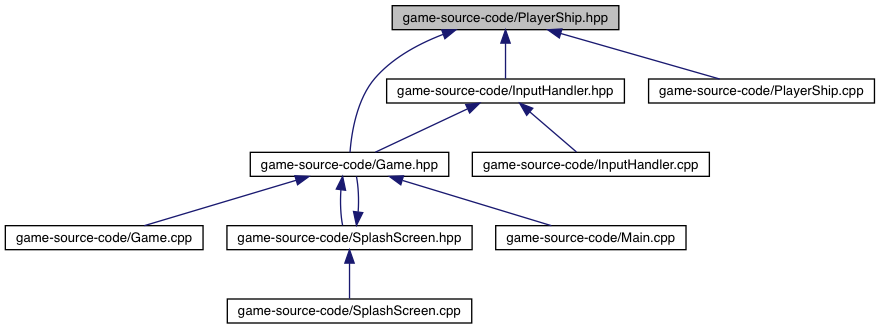 game-source-code/PlayerShip.hpp
game-source-code/InputHandler.hpp
game-source-code/PlayerShip.cpp
game-source-code/Game.hpp
game-source-code/InputHandler.cpp
game-source-code/Game.cpp
game-source-code/SplashScreen.hpp
game-source-code/Main.cpp
game-source-code/SplashScreen.cpp